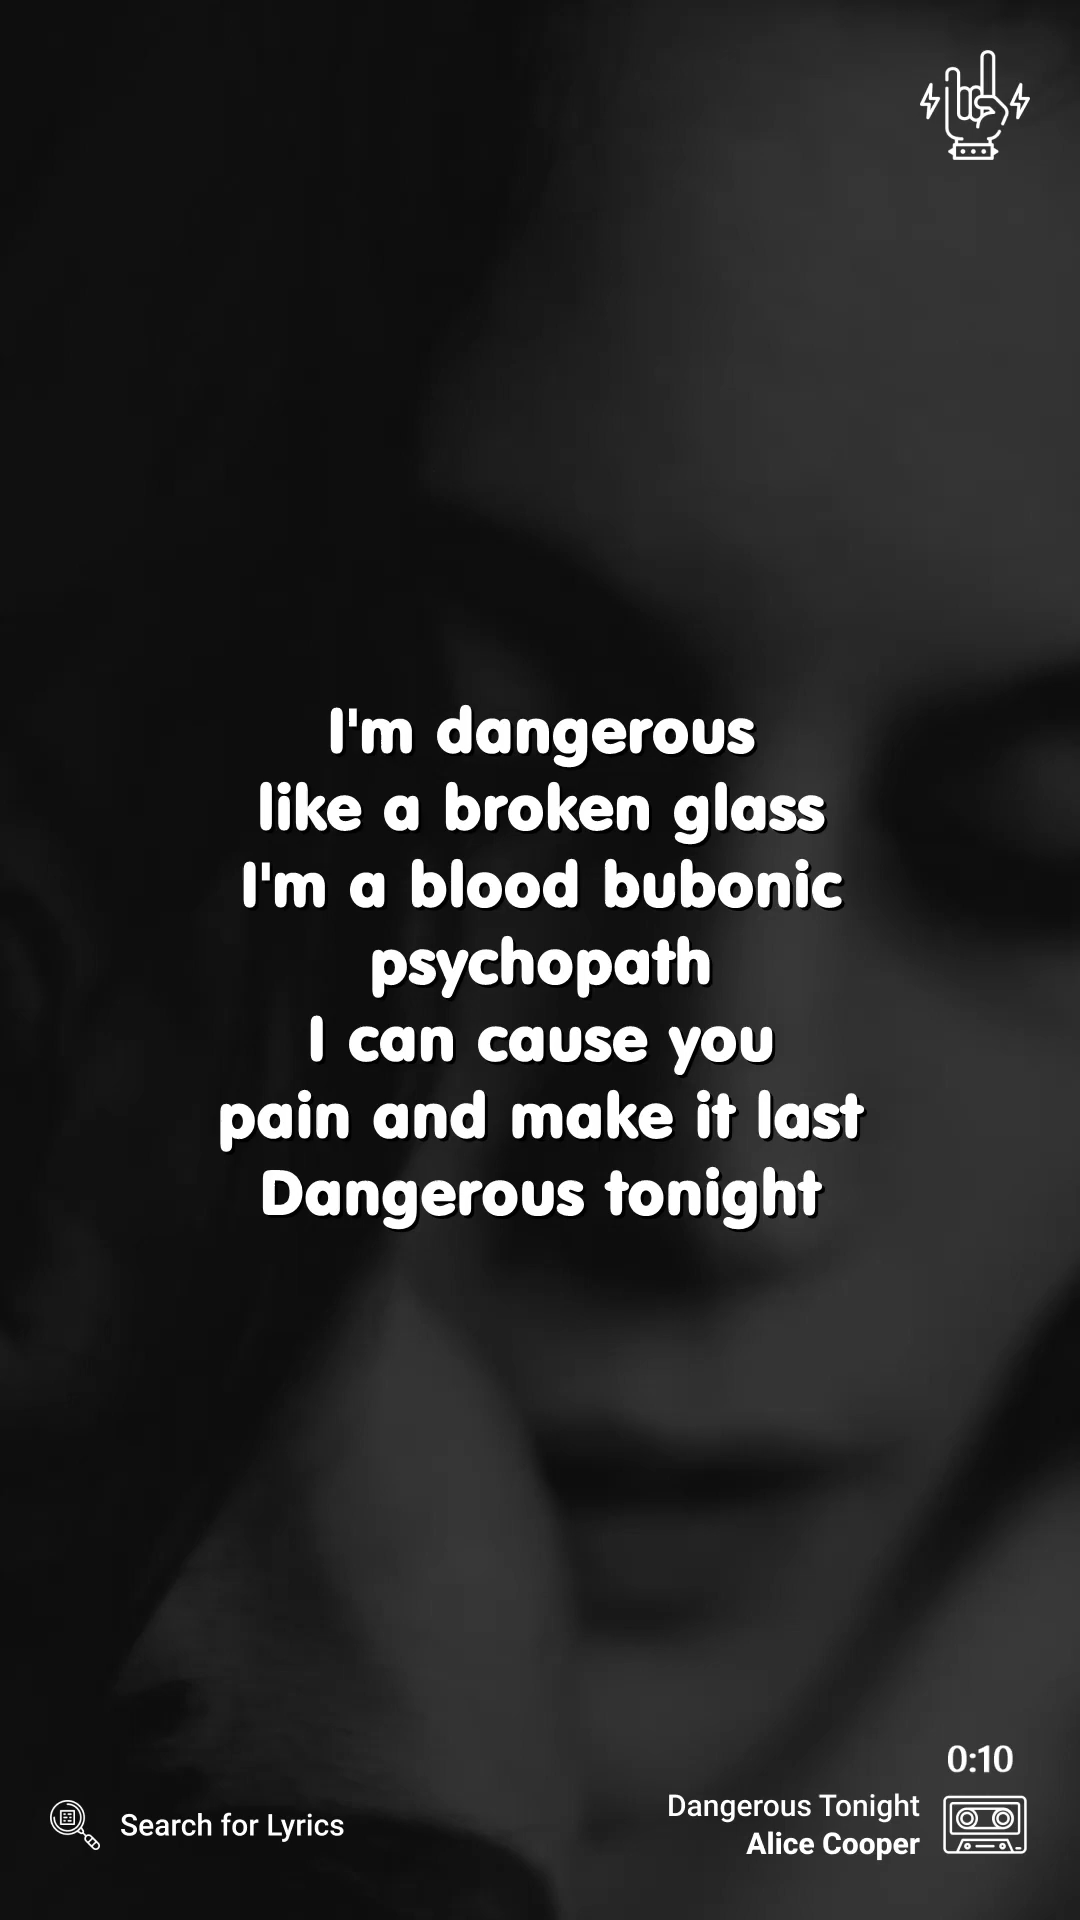 I'm dangerous
like a broken glass
I'm a blood bubonic
psychopath
I can cause you
pain and make it last
Dangerous tonight
0:10
Dangerous Tonight
Alice Cooper
Search for Lyrics